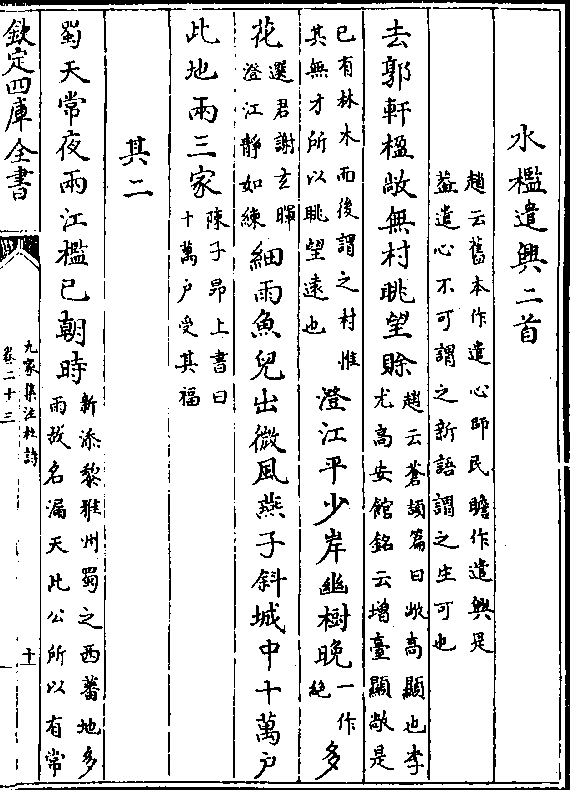 水檻遣興二首
趙云舊本作遣心師民瞻作遣興是
益遣心不可謂之新語謂之生可也
去郭軒楹敞無村眺望賒
趙云蒼頡篇曰敞高顯也李
尤高安館銘云增臺顯敞是
已有林木而後謂之村惟
其無才所以眺望遠也
澄江平少岸幽樹晚
一作
絶
多
花
選君謝玄暉
澄江靜如練
細雨魚兒出微風燕子斜城中十萬戶
此地兩三家
陳子昂上書曰
十萬戶受其福
其二
蜀天常夜雨江檻已朝時
新添黎雅州蜀之西蕃地多
雨故名漏天此公所以有常
欽定四庫全書
九家集注杜詩
卷二十三
十